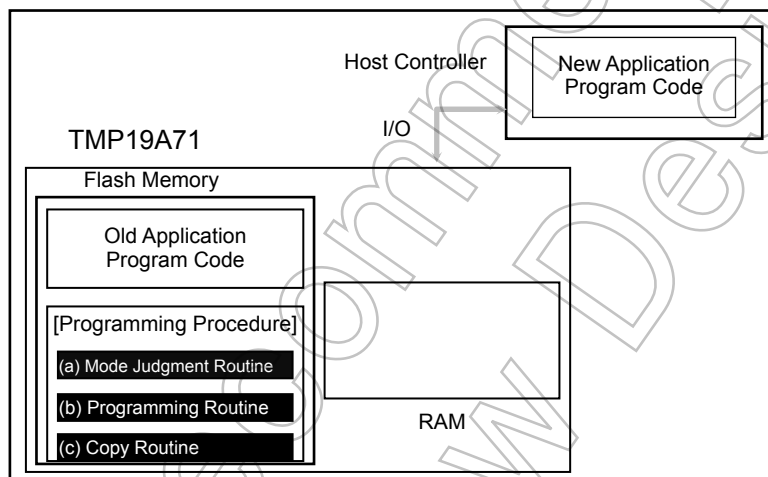 Host Controller
New Application
Program Code
I/O
TMP19A71
Flash Memory
Old Application
Program Code
[Programming Procedure]
(a) Mode Judgment Routine
(b) Programming Routine
(c) Copy Routine
RAM